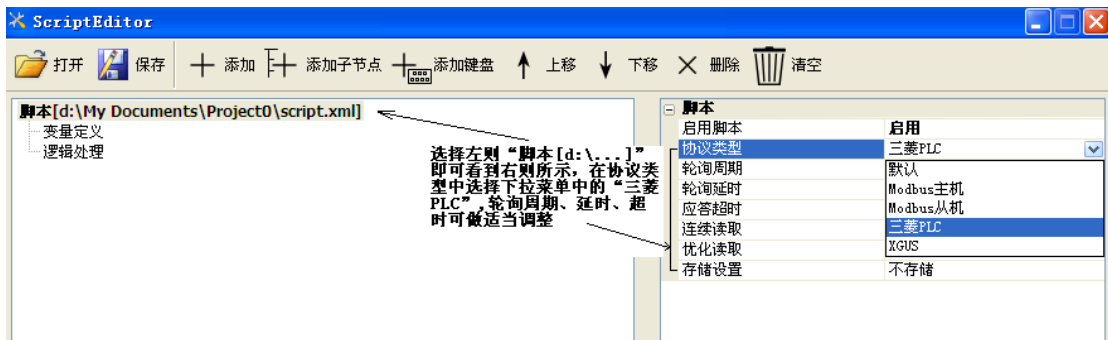 ScriptEditor
打开 保存 添加 添加子节点 添加键盘 上移 下移 删除 清空
脚本[d:\My Documents\Project0\script.xml]
变量定义
逻辑处理
选择左则“脚本[d:\...]”
即可看到右则所示，在协议类
型中选择下拉菜单中的“三菱
PLC”,轮询周期、延时、超
时可做适当调整
脚本
启用脚本 启用
协议类型 三菱PLC
轮询周期 默认
轮询延时 Modbus主机
应答超时 Modbus从机
连续读取 三菱PLC
优化读取 XGUS
存储设置 不存储